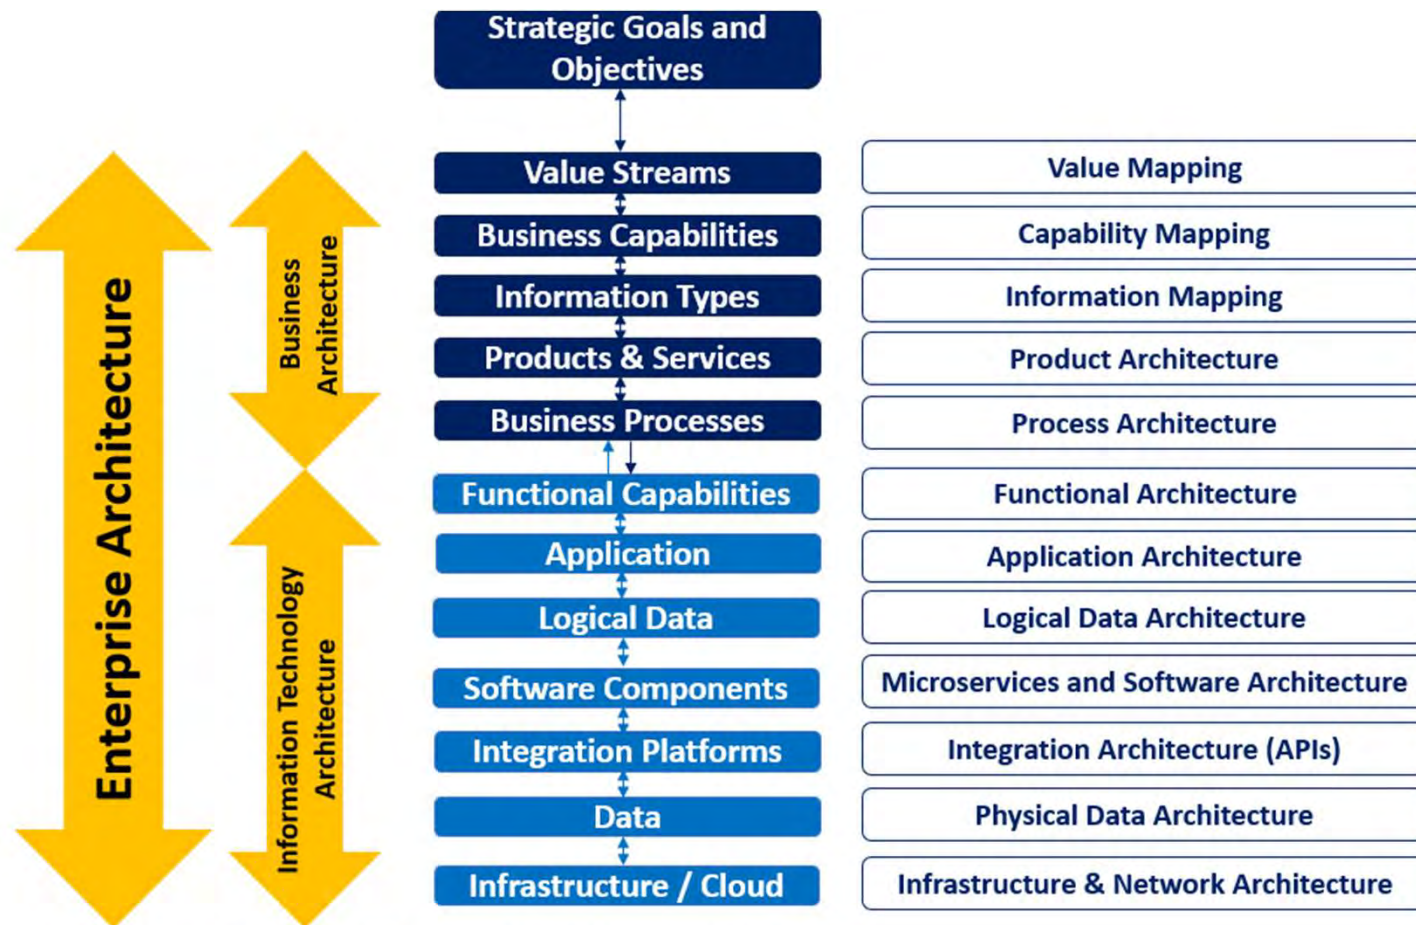 Strategic Goals and
Objectives
Enterprise Architecture
Business
Architecture
Information Technology
Architecture
Value Streams
Value Mapping
Business Capabilities
Capability Mapping
Information Types
Information Mapping
Products & Services
Product Architecture
Business Processes
Process Architecture
Functional Capabilities
Functional Architecture
Application
Application Architecture
Logical Data
Logical Data Architecture
Software Components
Microservices and Software Architecture
Integration Platforms
Integration Architecture (APIs)
Data
Physical Data Architecture
Infrastructure / Cloud
Infrastructure & Network Architecture